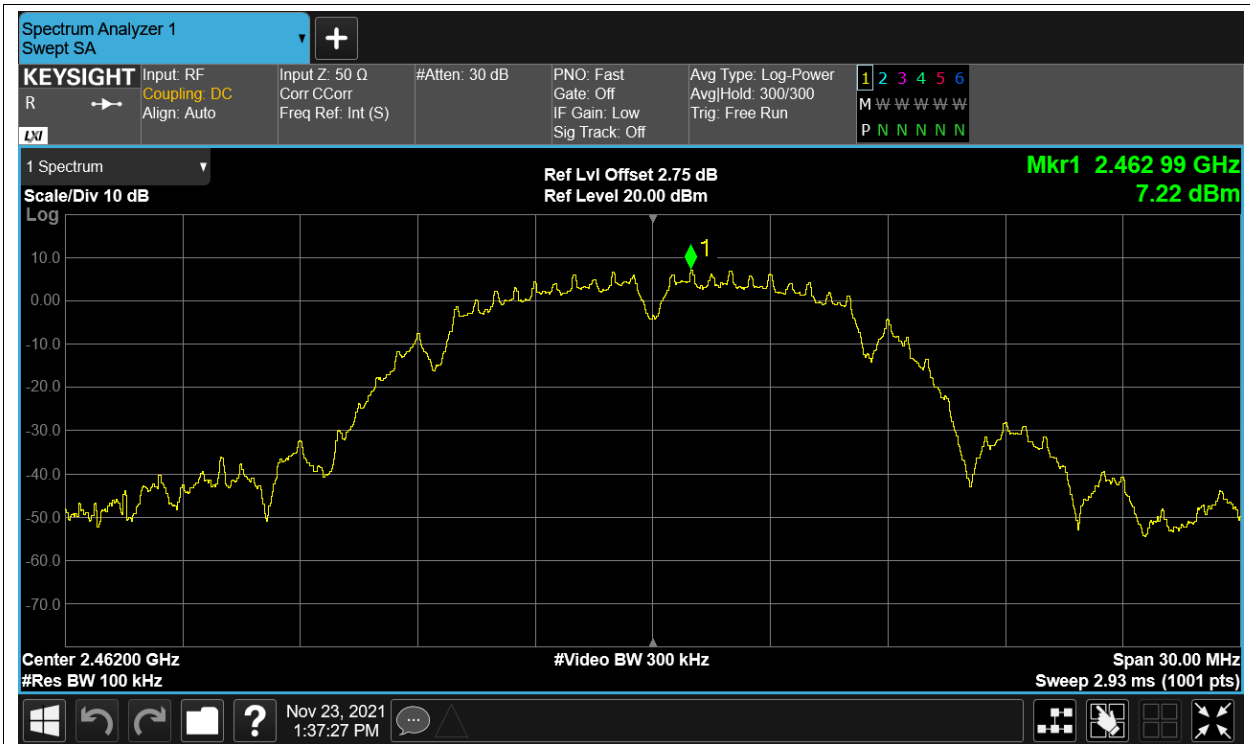 Spectrum Analyzer 1
Swept SA
KEYSIGHT
R
LXI
Input: RF
Coupling: DC
Align: Auto
Input Z: 50 Ω
Corr CCorr
Freq Ref: Int (S)
#Atten: 30 dB
PNO: Fast
Gate: Off
IF Gain: Low
Sig Track: Off
Avg Type: Log-Power
Avg|Hold: 300/300
Trig: Free Run
1 2 3 4 5 6
M W W W W W
P N N N N N
1 Spectrum
Scale/Div 10 dB
Log
Ref Lvl Offset 2.75 dB
Ref Level 20.00 dBm
Mkr1 2.462 99 GHz
7.22 dBm
1
10.0
0.00
-10.0
-20.0
-30.0
-40.0
-50.0
-60.0
-70.0
Center 2.46200 GHz
#Res BW 100 kHz
#Video BW 300 kHz
Span 30.00 MHz
Sweep 2.93 ms (1001 pts)
?
Nov 23, 2021
1:37:27 PM